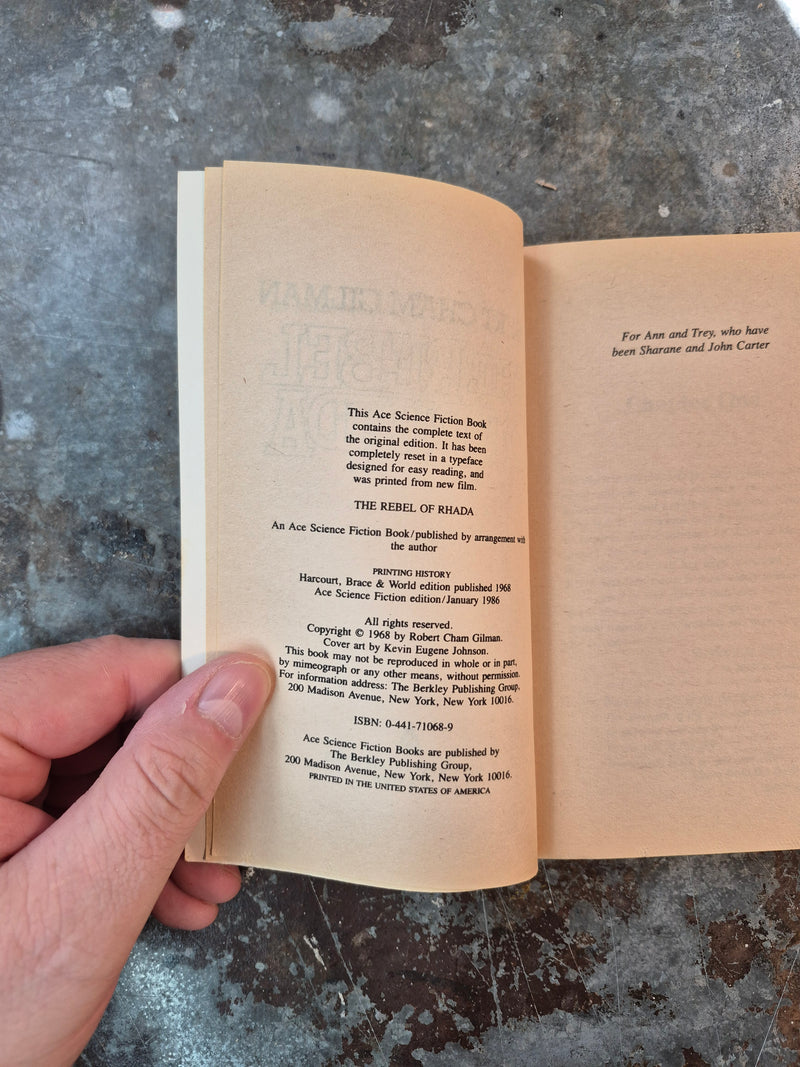 This Ace Science Fiction Book
contains the complete text of
the original edition. It has been
completely reset in a typeface
designed for easy reading, and
was printed from new film.
THE REBEL OF RHADA
An Ace Science Fiction Book/published by arrangement with
the author
PRINTING HISTORY
Harcourt, Brace & World edition published 1968
Ace Science Fiction edition/January 1986
All rights reserved.
Copyright © 1968 by Robert Cham Gilman.
Cover art by Kevin Eugene Johnson.
This book may not be reproduced in whole or in part,
by mimeograph or any other means, without permission.
For information address: The Berkley Publishing Group,
200 Madison Avenue, New York, New York 10016.
ISBN: 0-441-71068-9
Ace Science Fiction Books are published by
The Berkley Publishing Group,
200 Madison Avenue, New York, New York 10016.
PRINTED IN THE UNITED STATES OF AMERICA
For Ann and Trey, who have
been Sharane and John Carter